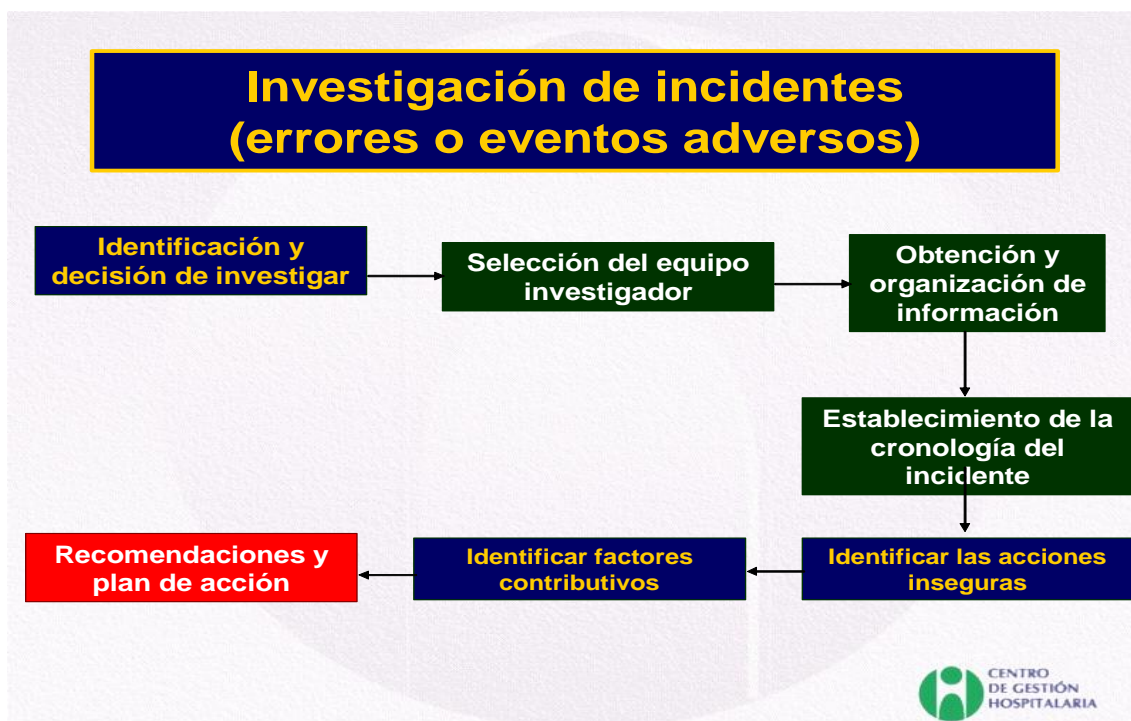 Investigación de incidentes
(errores o eventos adversos)
Identificación y
decisión de investigar
Selección del equipo
investigador
Obtención y
organización de
información
Establecimiento de la
cronología del
incidente
Identificar las acciones
inseguras
Identificar factores
contributivos
Recomendaciones y
plan de acción
CENTRO
DE GESTIÓN
HOSPITALARIA